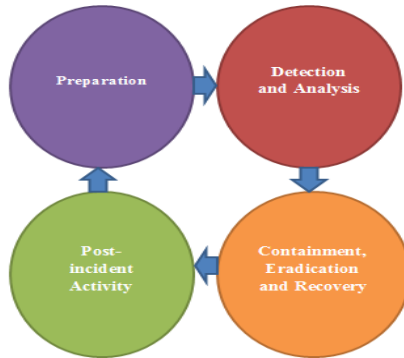 Preparation
Detection
and Analysis
Post-
incident
Activity
Containment,
Eradication
and Recovery